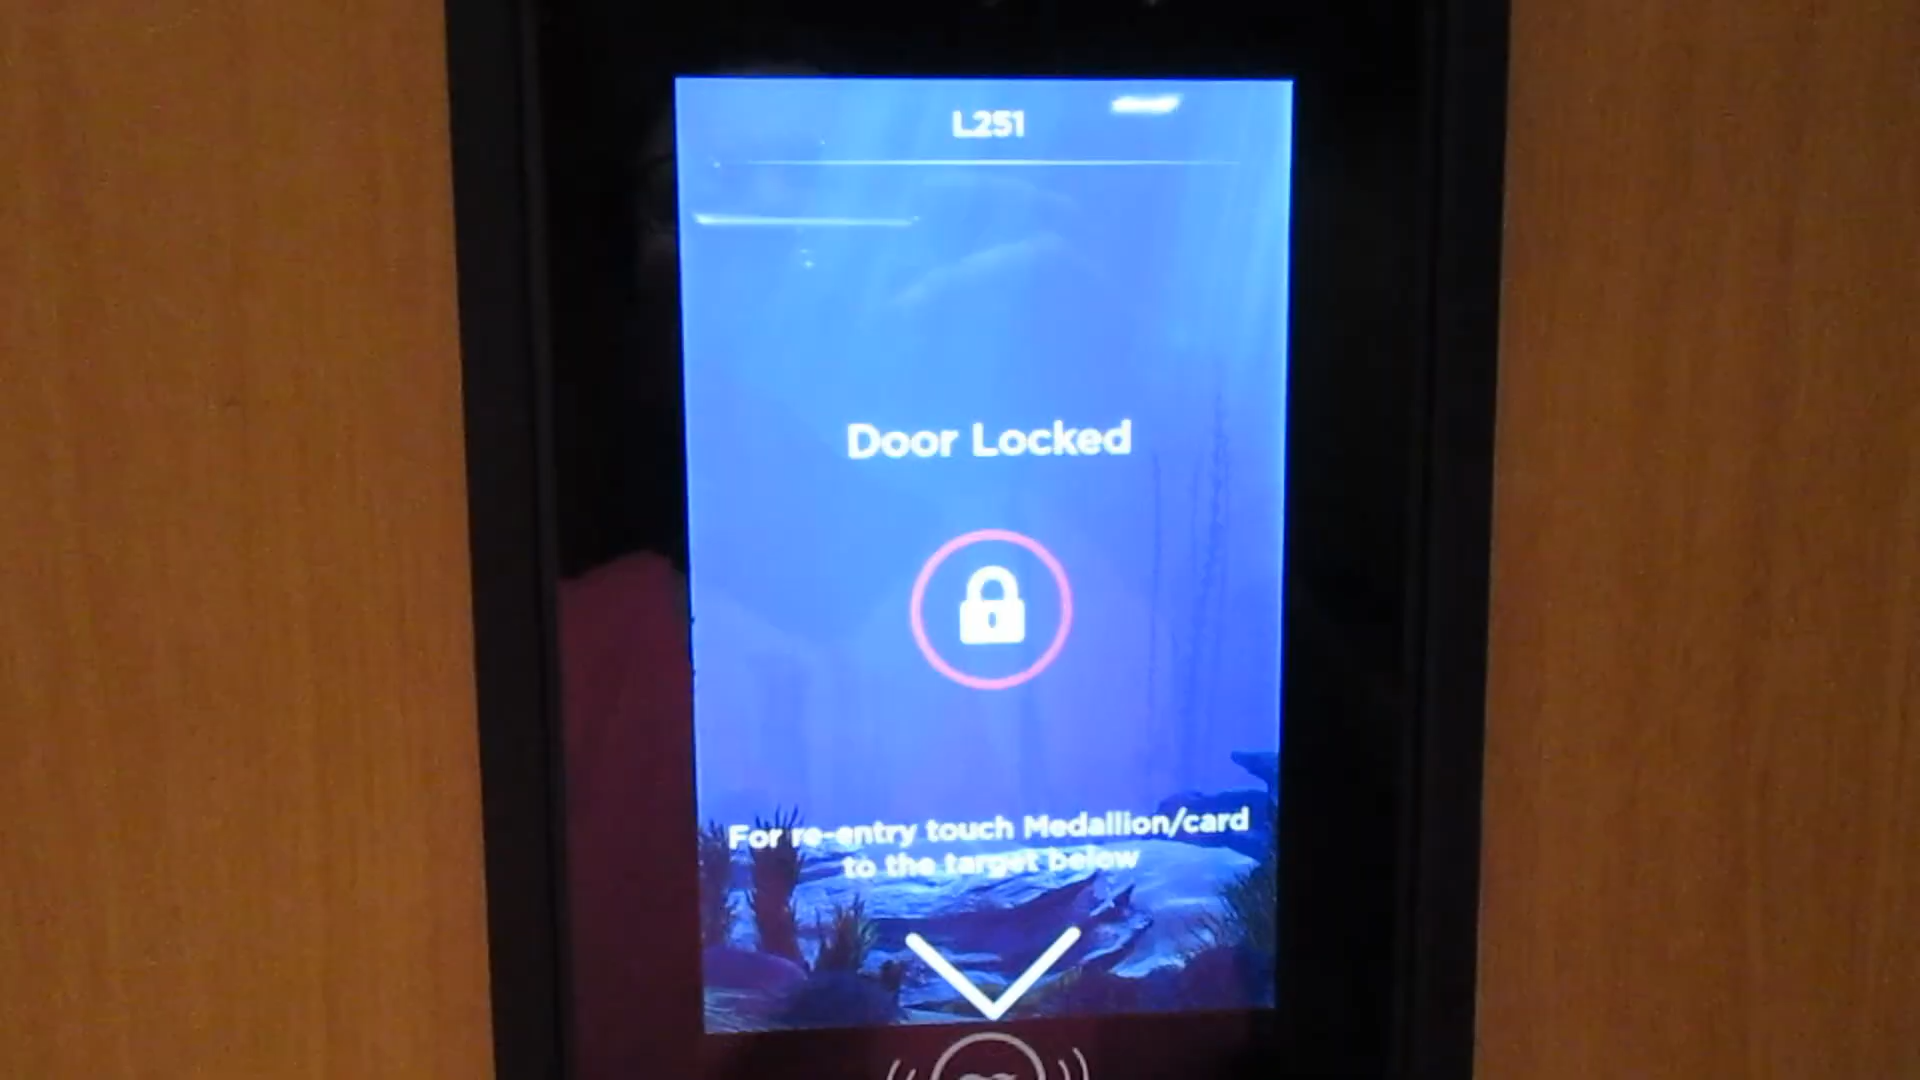 L251
Door Locked
For re-entry touch Medallion/card
to the target below